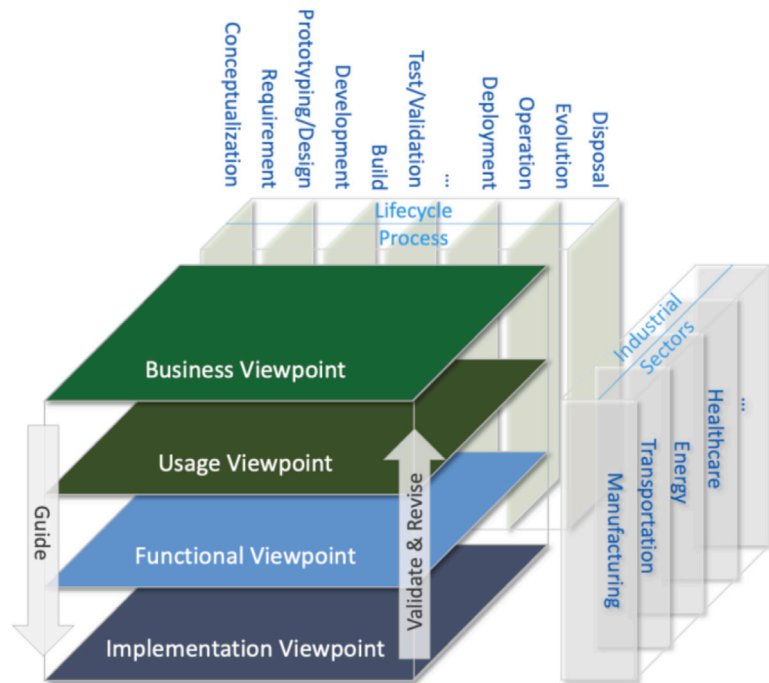 Conceptualization
Requirement
Prototyping/Design
Development
Build
Test/Validation
...
Deployment
Operation
Evolution
Disposal
Lifecycle
Process
Industrial
Sectors
Business Viewpoint
Usage Viewpoint
Functional Viewpoint
Implementation Viewpoint
Guide
Validate & Revise
Manufacturing
Transportation
Energy
Healthcare
...